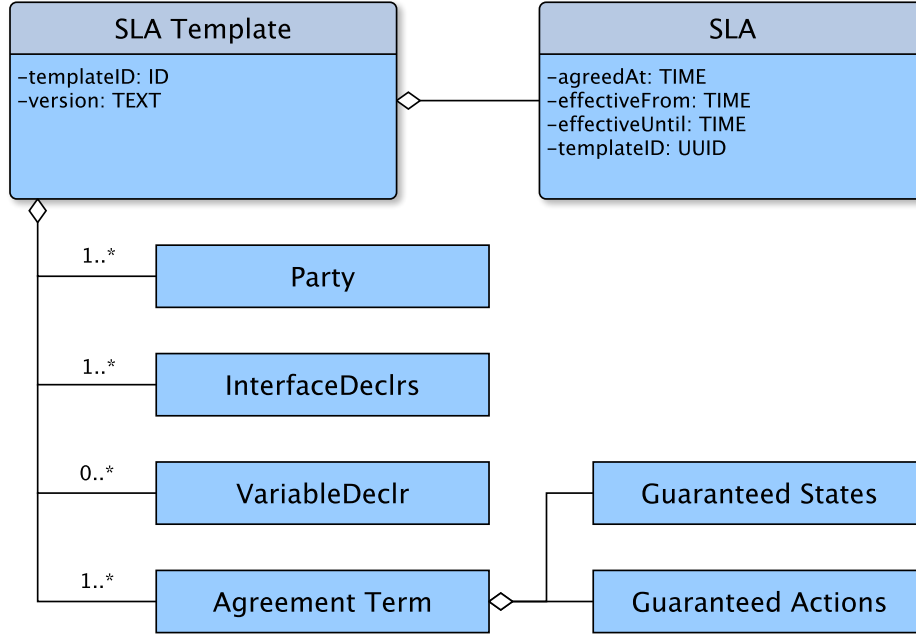 SLA Template
-templateID: ID
-version: TEXT
SLA
-agreedAt: TIME
-effectiveFrom: TIME
-effectiveUntil: TIME
-templateID: UUID
1..*
Party
1..*
InterfaceDeclrs
0..*
VariableDeclr
Guaranteed States
1..*
Agreement Term
Guaranteed Actions